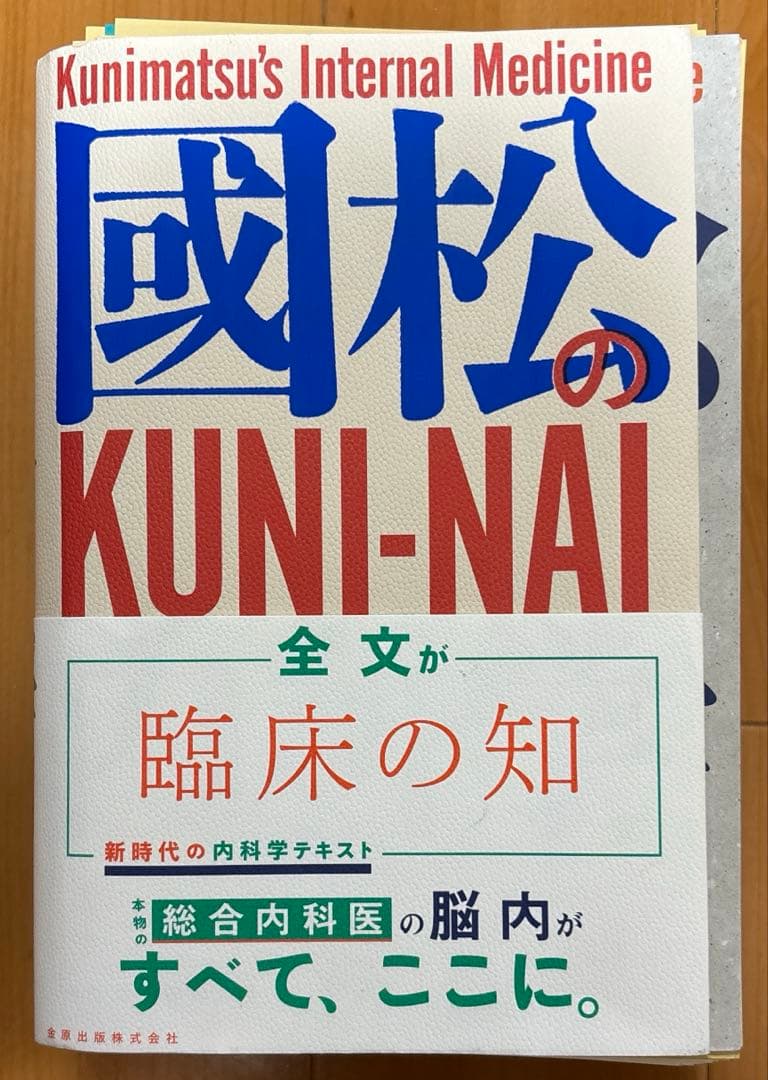 Kunimatsu's Internal Medicine
國松の
KUNI-NAI
全文が
臨床の知
新時代の内科学テキスト
本物の総合内科医の脳内が
すべて、ここに。
金原出版株式会社
e